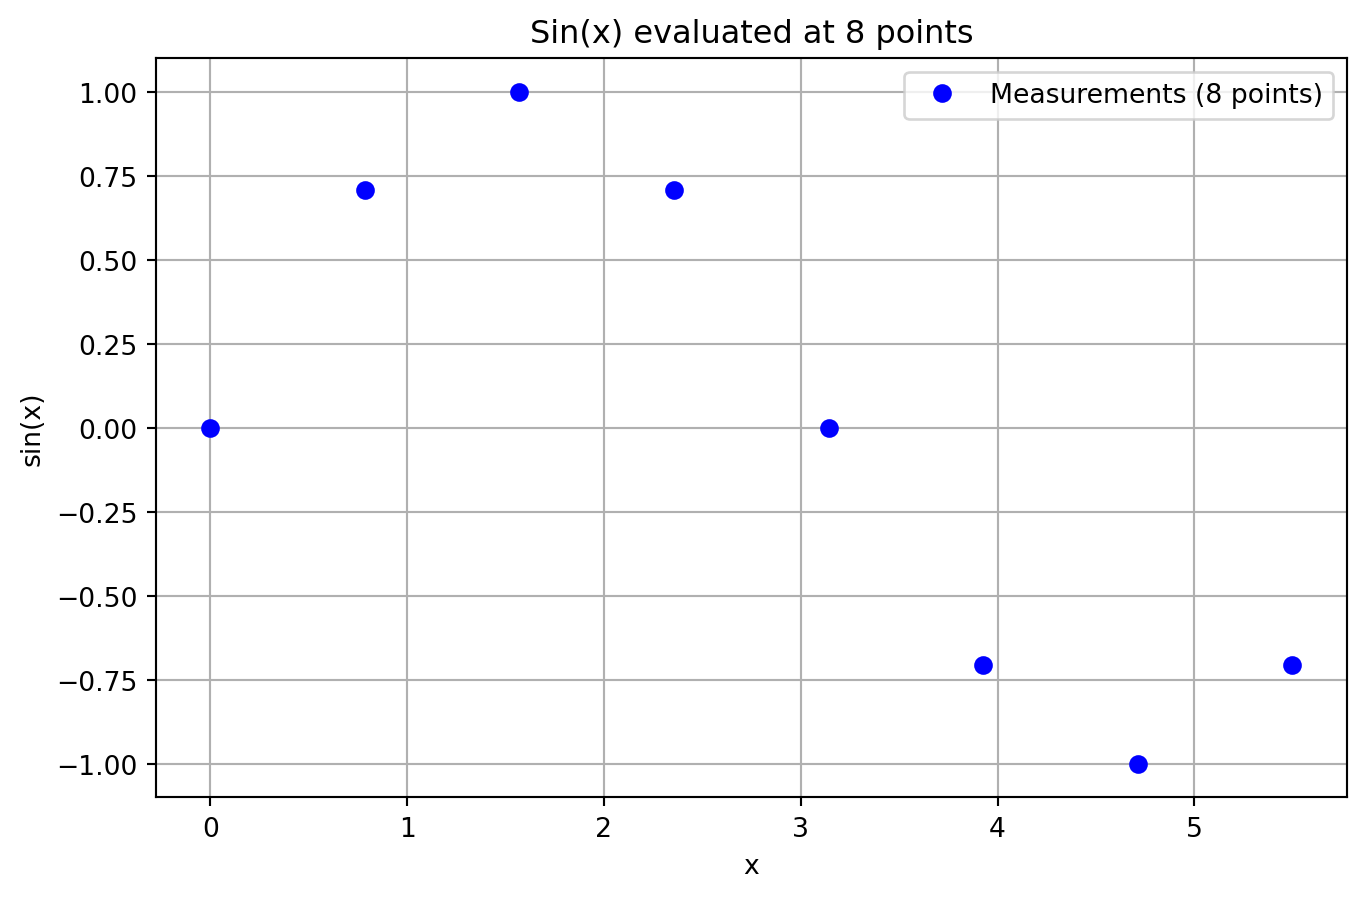 Sin(x) evaluated at 8 points
Measurements (8 points)
1.00
0.75
0.50
0.25
0.00
−0.25
−0.50
−0.75
−1.00
sin(x)
0 1 2 3 4 5
x